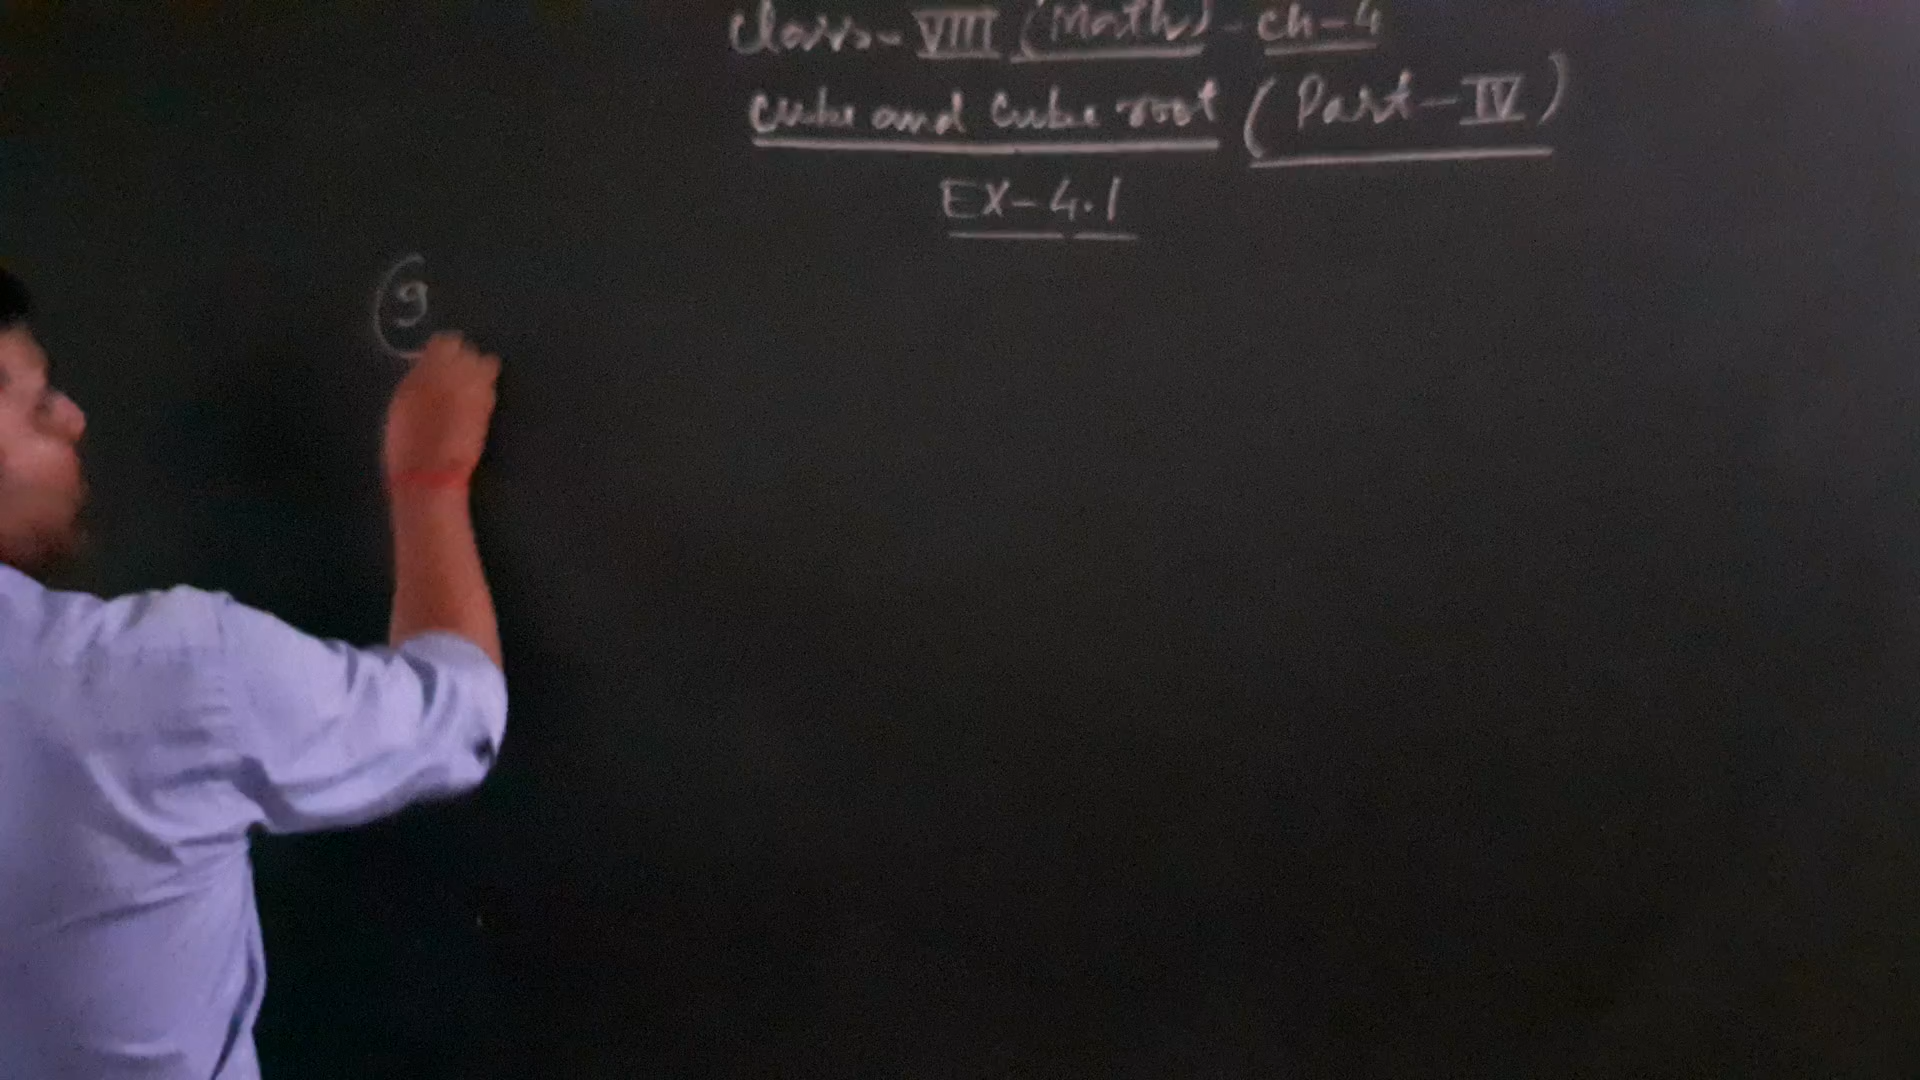 Class-VIII (Math) - Ch-4
Cube and Cube root (Part-IV)
EX-4.1
9